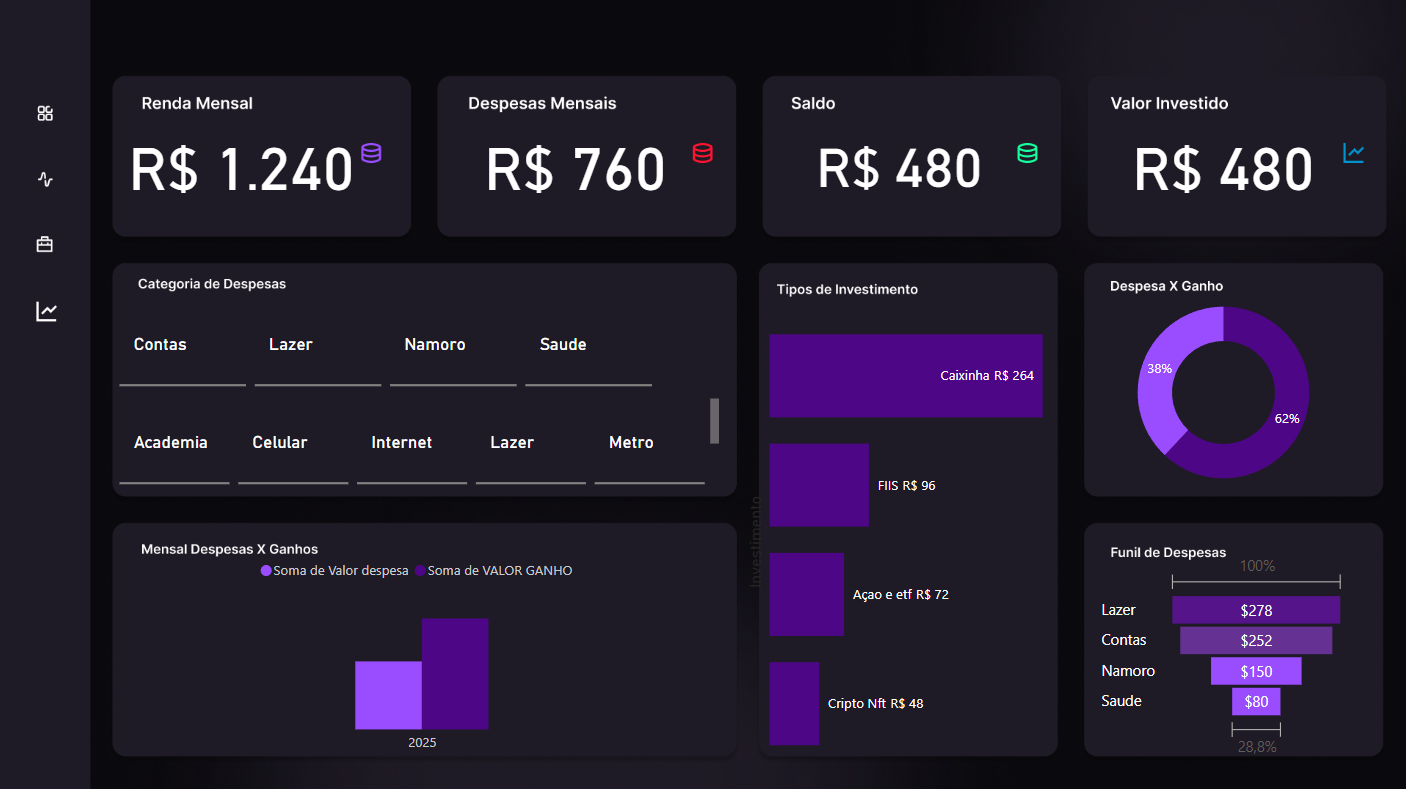 Renda Mensal
R$ 1.240
Despesas Mensais
R$ 760
Saldo
R$ 480
Valor Investido
R$ 480
Categoria de Despesas
Contas
Lazer
Namoro
Saude
Academia
Celular
Internet
Lazer
Metro
Tipos de Investimento
Investimento
Caixinha R$ 264
FIIS R$ 96
Açao e etf R$ 72
Cripto Nft R$ 48
Despesa X Ganho
38%
62%
Mensal Despesas X Ganhos
Soma de Valor despesa
Soma de VALOR GANHO
2025
Funil de Despesas
100%
Lazer
$278
Contas
$252
Namoro
$150
Saude
$80
28,8%